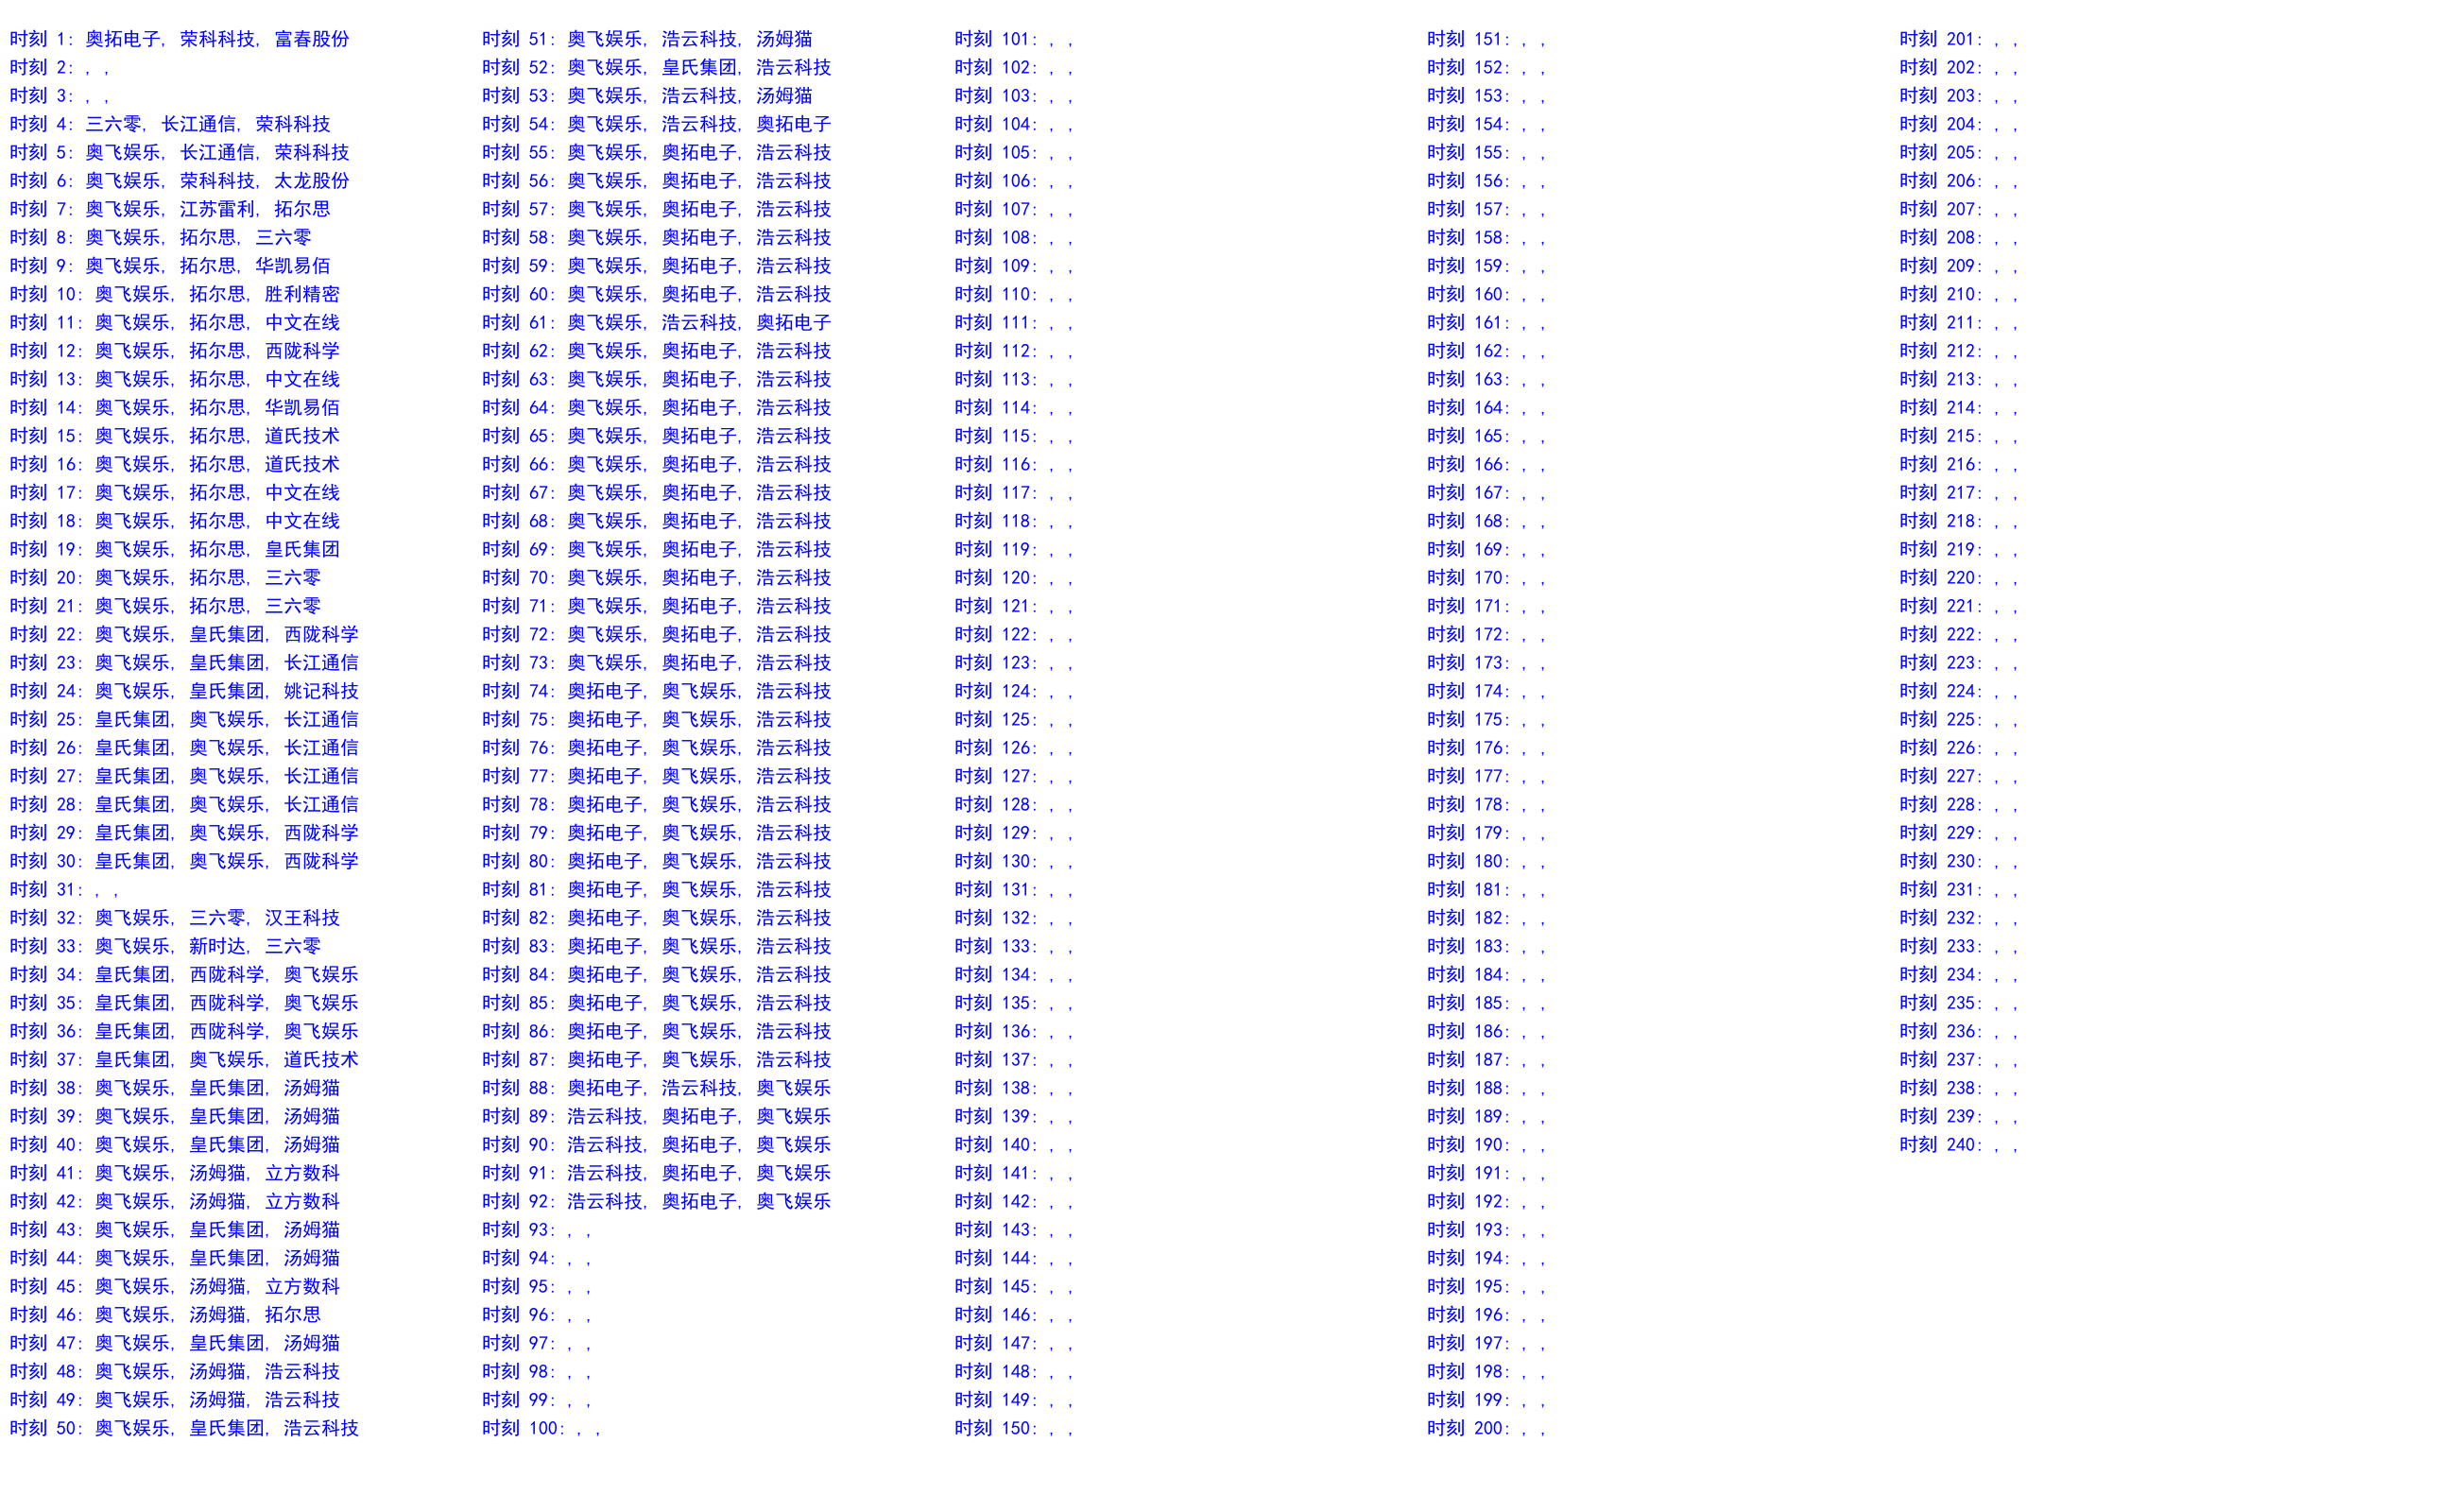 时刻 1: 奥拓电子, 荣科科技, 富春股份
时刻 2: , ,
时刻 3: , ,
时刻 4: 三六零, 长江通信, 荣科科技
时刻 5: 奥飞娱乐, 长江通信, 荣科科技
时刻 6: 奥飞娱乐, 荣科科技, 太龙股份
时刻 7: 奥飞娱乐, 江苏雷利, 拓尔思
时刻 8: 奥飞娱乐, 拓尔思, 三六零
时刻 9: 奥飞娱乐, 拓尔思, 华凯易佰
时刻 10: 奥飞娱乐, 拓尔思, 胜利精密
时刻 11: 奥飞娱乐, 拓尔思, 中文在线
时刻 12: 奥飞娱乐, 拓尔思, 西陇科学
时刻 13: 奥飞娱乐, 拓尔思, 中文在线
时刻 14: 奥飞娱乐, 拓尔思, 华凯易佰
时刻 15: 奥飞娱乐, 拓尔思, 道氏技术
时刻 16: 奥飞娱乐, 拓尔思, 道氏技术
时刻 17: 奥飞娱乐, 拓尔思, 中文在线
时刻 18: 奥飞娱乐, 拓尔思, 中文在线
时刻 19: 奥飞娱乐, 拓尔思, 皇氏集团
时刻 20: 奥飞娱乐, 拓尔思, 三六零
时刻 21: 奥飞娱乐, 拓尔思, 三六零
时刻 22: 奥飞娱乐, 皇氏集团, 西陇科学
时刻 23: 奥飞娱乐, 皇氏集团, 长江通信
时刻 24: 奥飞娱乐, 皇氏集团, 姚记科技
时刻 25: 皇氏集团, 奥飞娱乐, 长江通信
时刻 26: 皇氏集团, 奥飞娱乐, 长江通信
时刻 27: 皇氏集团, 奥飞娱乐, 长江通信
时刻 28: 皇氏集团, 奥飞娱乐, 长江通信
时刻 29: 皇氏集团, 奥飞娱乐, 西陇科学
时刻 30: 皇氏集团, 奥飞娱乐, 西陇科学
时刻 31: , ,
时刻 32: 奥飞娱乐, 三六零, 汉王科技
时刻 33: 奥飞娱乐, 新时达, 三六零
时刻 34: 皇氏集团, 西陇科学, 奥飞娱乐
时刻 35: 皇氏集团, 西陇科学, 奥飞娱乐
时刻 36: 皇氏集团, 西陇科学, 奥飞娱乐
时刻 37: 皇氏集团, 奥飞娱乐, 道氏技术
时刻 38: 奥飞娱乐, 皇氏集团, 汤姆猫
时刻 39: 奥飞娱乐, 皇氏集团, 汤姆猫
时刻 40: 奥飞娱乐, 皇氏集团, 汤姆猫
时刻 41: 奥飞娱乐, 汤姆猫, 立方数科
时刻 42: 奥飞娱乐, 汤姆猫, 立方数科
时刻 43: 奥飞娱乐, 皇氏集团, 汤姆猫
时刻 44: 奥飞娱乐, 皇氏集团, 汤姆猫
时刻 45: 奥飞娱乐, 汤姆猫, 立方数科
时刻 46: 奥飞娱乐, 汤姆猫, 拓尔思
时刻 47: 奥飞娱乐, 皇氏集团, 汤姆猫
时刻 48: 奥飞娱乐, 汤姆猫, 浩云科技
时刻 49: 奥飞娱乐, 汤姆猫, 浩云科技
时刻 50: 奥飞娱乐, 皇氏集团, 浩云科技
时刻 51: 奥飞娱乐, 浩云科技, 汤姆猫
时刻 52: 奥飞娱乐, 皇氏集团, 浩云科技
时刻 53: 奥飞娱乐, 浩云科技, 汤姆猫
时刻 54: 奥飞娱乐, 浩云科技, 奥拓电子
时刻 55: 奥飞娱乐, 奥拓电子, 浩云科技
时刻 56: 奥飞娱乐, 奥拓电子, 浩云科技
时刻 57: 奥飞娱乐, 奥拓电子, 浩云科技
时刻 58: 奥飞娱乐, 奥拓电子, 浩云科技
时刻 59: 奥飞娱乐, 奥拓电子, 浩云科技
时刻 60: 奥飞娱乐, 奥拓电子, 浩云科技
时刻 61: 奥飞娱乐, 浩云科技, 奥拓电子
时刻 62: 奥飞娱乐, 奥拓电子, 浩云科技
时刻 63: 奥飞娱乐, 奥拓电子, 浩云科技
时刻 64: 奥飞娱乐, 奥拓电子, 浩云科技
时刻 65: 奥飞娱乐, 奥拓电子, 浩云科技
时刻 66: 奥飞娱乐, 奥拓电子, 浩云科技
时刻 67: 奥飞娱乐, 奥拓电子, 浩云科技
时刻 68: 奥飞娱乐, 奥拓电子, 浩云科技
时刻 69: 奥飞娱乐, 奥拓电子, 浩云科技
时刻 70: 奥飞娱乐, 奥拓电子, 浩云科技
时刻 71: 奥飞娱乐, 奥拓电子, 浩云科技
时刻 72: 奥飞娱乐, 奥拓电子, 浩云科技
时刻 73: 奥飞娱乐, 奥拓电子, 浩云科技
时刻 74: 奥拓电子, 奥飞娱乐, 浩云科技
时刻 75: 奥拓电子, 奥飞娱乐, 浩云科技
时刻 76: 奥拓电子, 奥飞娱乐, 浩云科技
时刻 77: 奥拓电子, 奥飞娱乐, 浩云科技
时刻 78: 奥拓电子, 奥飞娱乐, 浩云科技
时刻 79: 奥拓电子, 奥飞娱乐, 浩云科技
时刻 80: 奥拓电子, 奥飞娱乐, 浩云科技
时刻 81: 奥拓电子, 奥飞娱乐, 浩云科技
时刻 82: 奥拓电子, 奥飞娱乐, 浩云科技
时刻 83: 奥拓电子, 奥飞娱乐, 浩云科技
时刻 84: 奥拓电子, 奥飞娱乐, 浩云科技
时刻 85: 奥拓电子, 奥飞娱乐, 浩云科技
时刻 86: 奥拓电子, 奥飞娱乐, 浩云科技
时刻 87: 奥拓电子, 奥飞娱乐, 浩云科技
时刻 88: 奥拓电子, 浩云科技, 奥飞娱乐
时刻 89: 浩云科技, 奥拓电子, 奥飞娱乐
时刻 90: 浩云科技, 奥拓电子, 奥飞娱乐
时刻 91: 浩云科技, 奥拓电子, 奥飞娱乐
时刻 92: 浩云科技, 奥拓电子, 奥飞娱乐
时刻 93: , ,
时刻 94: , ,
时刻 95: , ,
时刻 96: , ,
时刻 97: , ,
时刻 98: , ,
时刻 99: , ,
时刻 100: , ,
时刻 101: , ,
时刻 102: , ,
时刻 103: , ,
时刻 104: , ,
时刻 105: , ,
时刻 106: , ,
时刻 107: , ,
时刻 108: , ,
时刻 109: , ,
时刻 110: , ,
时刻 111: , ,
时刻 112: , ,
时刻 113: , ,
时刻 114: , ,
时刻 115: , ,
时刻 116: , ,
时刻 117: , ,
时刻 118: , ,
时刻 119: , ,
时刻 120: , ,
时刻 121: , ,
时刻 122: , ,
时刻 123: , ,
时刻 124: , ,
时刻 125: , ,
时刻 126: , ,
时刻 127: , ,
时刻 128: , ,
时刻 129: , ,
时刻 130: , ,
时刻 131: , ,
时刻 132: , ,
时刻 133: , ,
时刻 134: , ,
时刻 135: , ,
时刻 136: , ,
时刻 137: , ,
时刻 138: , ,
时刻 139: , ,
时刻 140: , ,
时刻 141: , ,
时刻 142: , ,
时刻 143: , ,
时刻 144: , ,
时刻 145: , ,
时刻 146: , ,
时刻 147: , ,
时刻 148: , ,
时刻 149: , ,
时刻 150: , ,
时刻 151: , ,
时刻 152: , ,
时刻 153: , ,
时刻 154: , ,
时刻 155: , ,
时刻 156: , ,
时刻 157: , ,
时刻 158: , ,
时刻 159: , ,
时刻 160: , ,
时刻 161: , ,
时刻 162: , ,
时刻 163: , ,
时刻 164: , ,
时刻 165: , ,
时刻 166: , ,
时刻 167: , ,
时刻 168: , ,
时刻 169: , ,
时刻 170: , ,
时刻 171: , ,
时刻 172: , ,
时刻 173: , ,
时刻 174: , ,
时刻 175: , ,
时刻 176: , ,
时刻 177: , ,
时刻 178: , ,
时刻 179: , ,
时刻 180: , ,
时刻 181: , ,
时刻 182: , ,
时刻 183: , ,
时刻 184: , ,
时刻 185: , ,
时刻 186: , ,
时刻 187: , ,
时刻 188: , ,
时刻 189: , ,
时刻 190: , ,
时刻 191: , ,
时刻 192: , ,
时刻 193: , ,
时刻 194: , ,
时刻 195: , ,
时刻 196: , ,
时刻 197: , ,
时刻 198: , ,
时刻 199: , ,
时刻 200: , ,
时刻 201: , ,
时刻 202: , ,
时刻 203: , ,
时刻 204: , ,
时刻 205: , ,
时刻 206: , ,
时刻 207: , ,
时刻 208: , ,
时刻 209: , ,
时刻 210: , ,
时刻 211: , ,
时刻 212: , ,
时刻 213: , ,
时刻 214: , ,
时刻 215: , ,
时刻 216: , ,
时刻 217: , ,
时刻 218: , ,
时刻 219: , ,
时刻 220: , ,
时刻 221: , ,
时刻 222: , ,
时刻 223: , ,
时刻 224: , ,
时刻 225: , ,
时刻 226: , ,
时刻 227: , ,
时刻 228: , ,
时刻 229: , ,
时刻 230: , ,
时刻 231: , ,
时刻 232: , ,
时刻 233: , ,
时刻 234: , ,
时刻 235: , ,
时刻 236: , ,
时刻 237: , ,
时刻 238: , ,
时刻 239: , ,
时刻 240: , ,